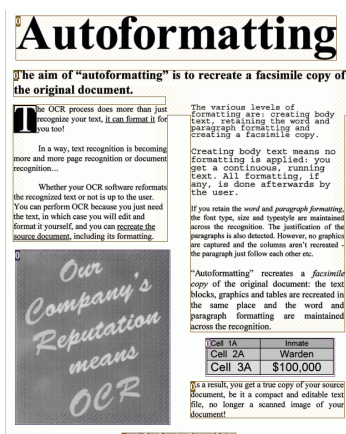 Autoformatting
The aim of “autoformatting” is to recreate a facsimile copy of
the original document.
The OCR process does more than just
recognize your text, it can format it for
you too!
In a way, text recognition is becoming
more and more page recognition or document
recognition…
Whether your OCR software reformats
the recognized text or not is up to the user.
You can perform OCR because you just need
the text, in which case you will edit and
format it yourself, and you can recreate the
source document, including its formatting.
Our
Company's
Reputation
means
OCR
The various levels of
formatting are: creating body
text, retaining the word and
paragraph formatting and
creating a facsimile copy.
Creating body text means no
formatting is applied: you
get a continuous, running
text. All formatting, if
any, is done afterwards by
the user.
If you retain the word and paragraph formatting,
the font type, size and typestyle are maintained
across the recognition. The justification of the
paragraphs is also detected. However, no graphics
are captured and the columns aren't recreated -
the paragraph just follow each other etc.
“Autoformatting” recreates a facsimile
copy of the original document: the text
blocks, graphics and tables are recreated in
the same place and the word and
paragraph formatting are maintained
across the recognition.
Cell 1A Inmate
Cell 2A Warden
Cell 3A $100,000
As a result, you get a true copy of your source
document, be it a compact and editable text
file, no longer a scanned image of your
document!